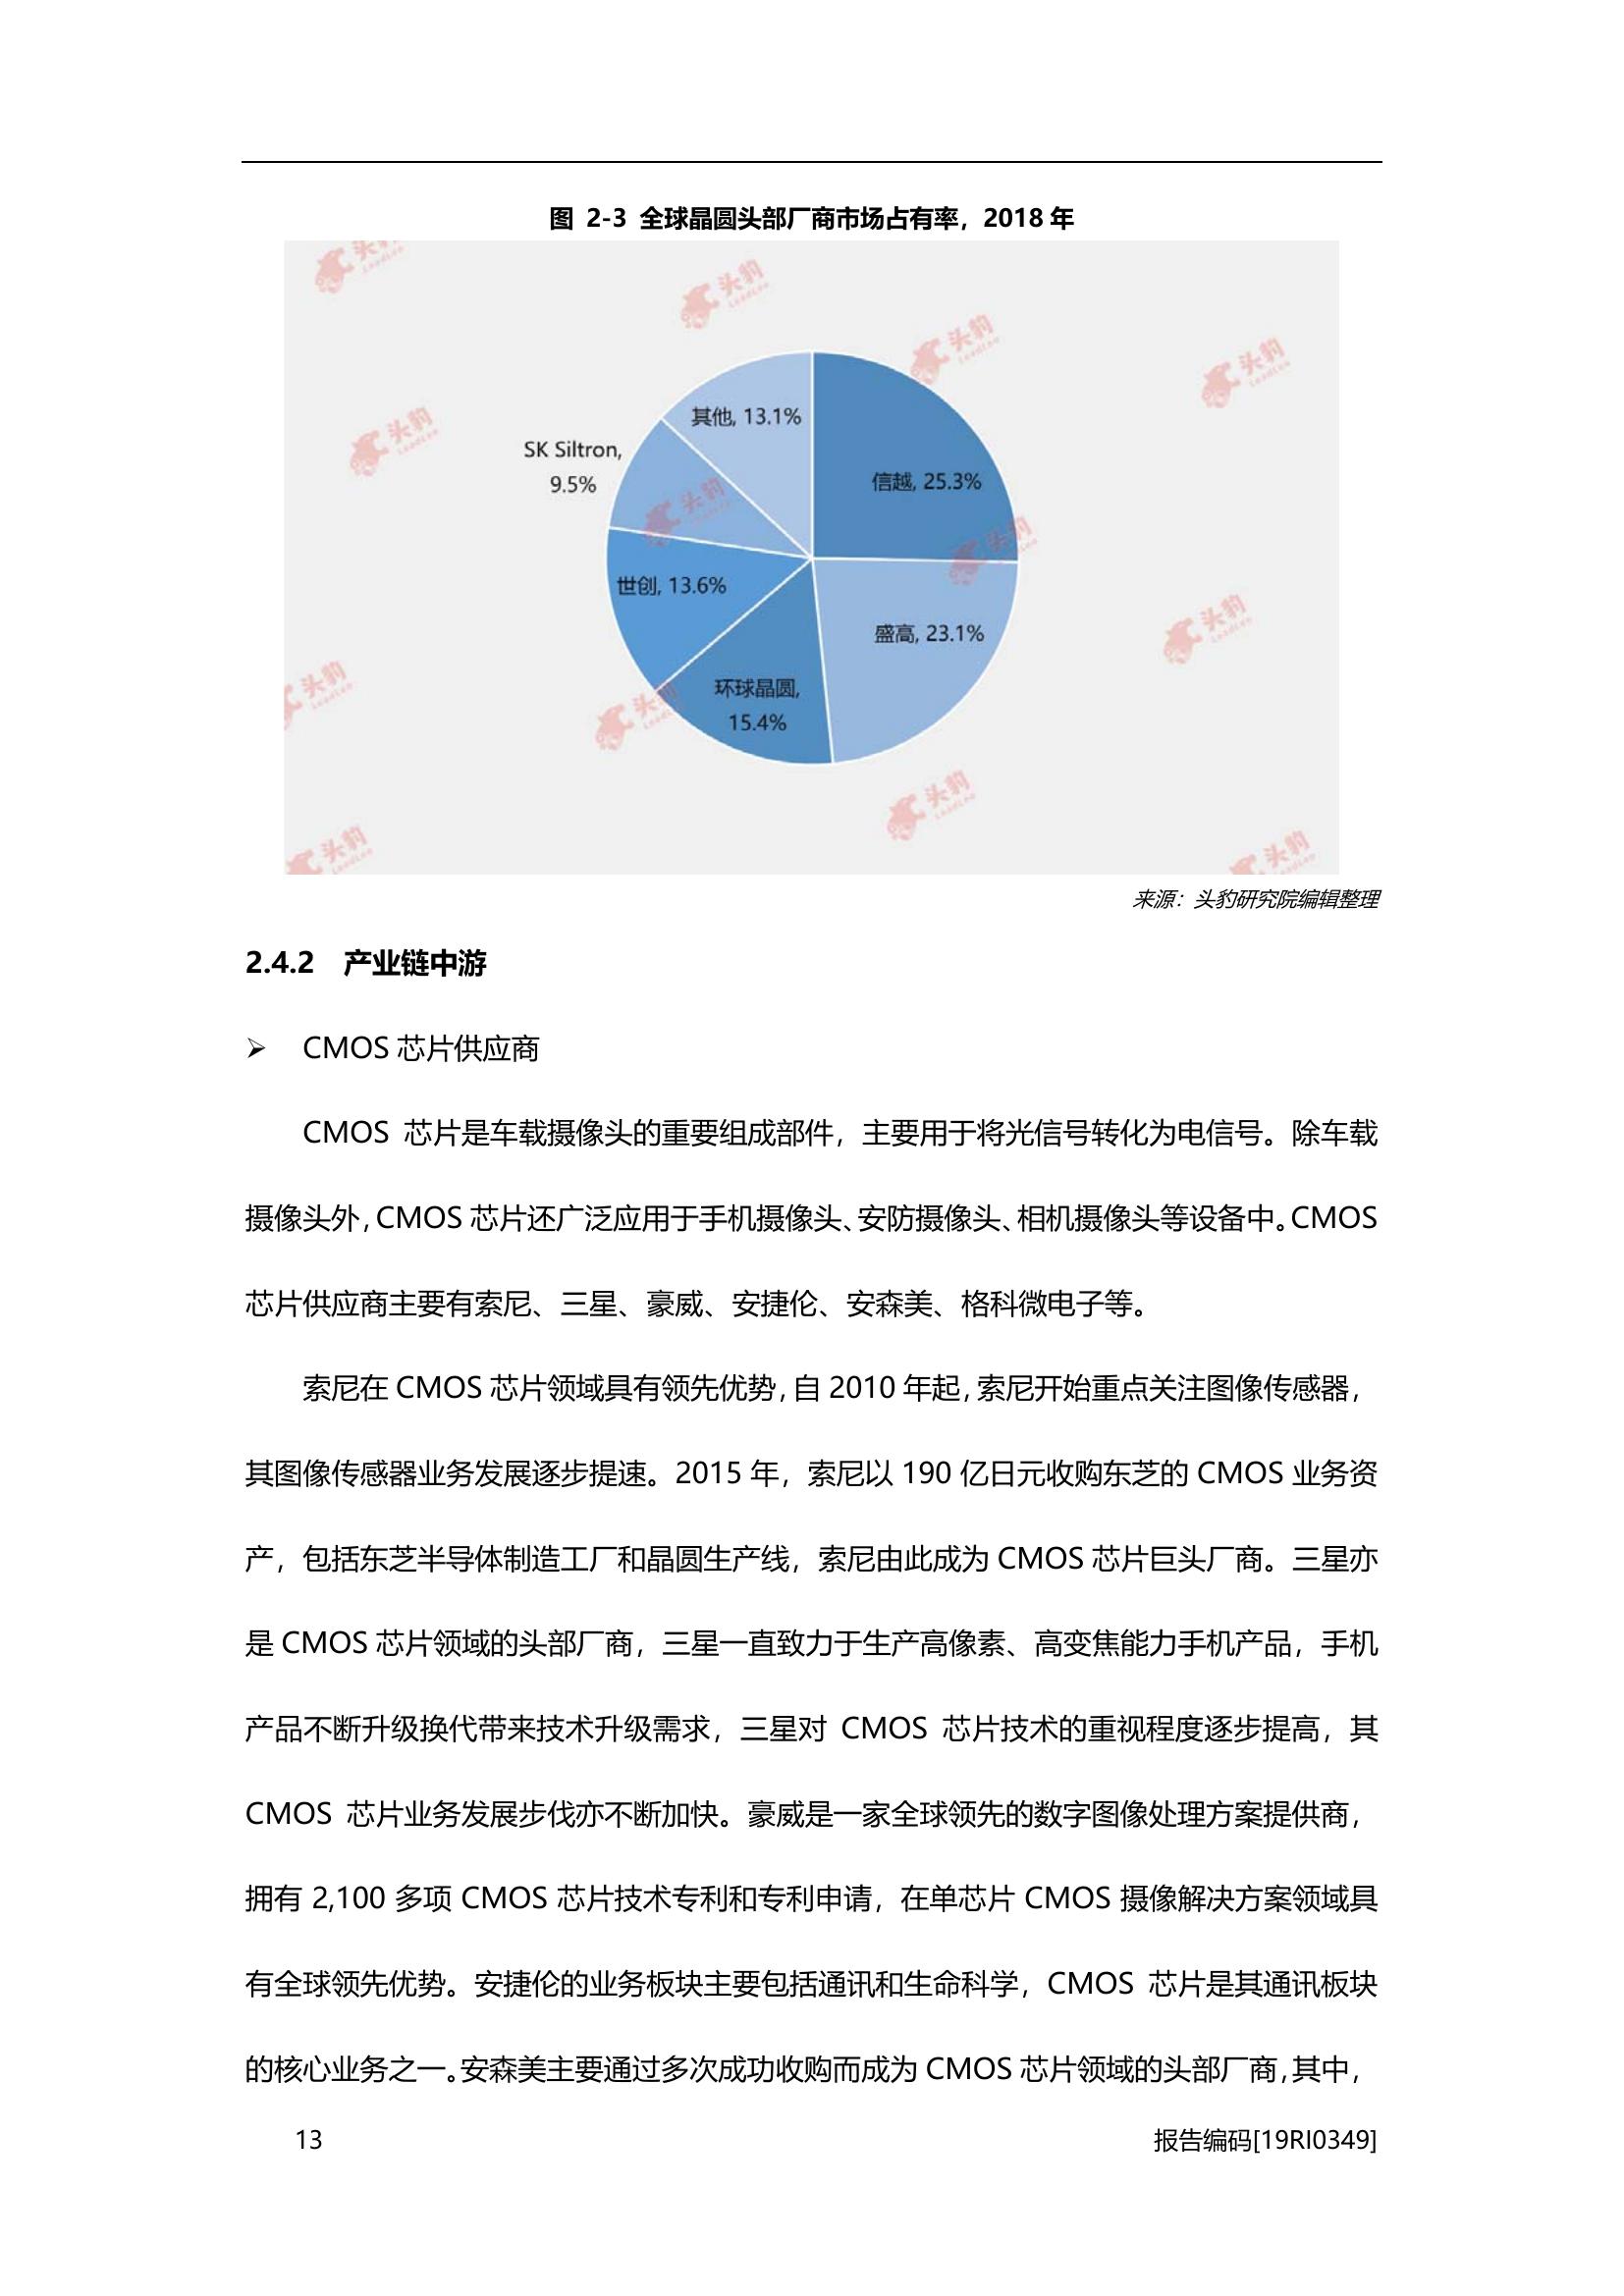 图 2-3 全球晶圆头部厂商市场占有率，2018 年
其他, 13.1%
信越, 25.3%
SK Siltron,
9.5%
世创, 13.6%
盛高, 23.1%
环球晶圆,
15.4%
头豹
LeadLeo
来源：头豹研究院编辑整理
2.4.2 产业链中游
➢ CMOS 芯片供应商
CMOS 芯片是车载摄像头的重要组成部件，主要用于将光信号转化为电信号。除车载
摄像头外，CMOS 芯片还广泛应用于手机摄像头、安防摄像头、相机摄像头等设备中。CMOS
芯片供应商主要有索尼、三星、豪威、安捷伦、安森美、格科微电子等。
索尼在 CMOS 芯片领域具有领先优势，自 2010 年起，索尼开始重点关注图像传感器，
其图像传感器业务发展逐步提速。2015 年，索尼以 190 亿日元收购东芝的 CMOS 业务资
产，包括东芝半导体制造工厂和晶圆生产线，索尼由此成为 CMOS 芯片巨头厂商。三星亦
是 CMOS 芯片领域的头部厂商，三星一直致力于生产高像素、高变焦能力手机产品，手机
产品不断升级换代带来技术升级需求，三星对 CMOS 芯片技术的重视程度逐步提高，其
CMOS 芯片业务发展步伐亦不断加快。豪威是一家全球领先的数字图像处理方案提供商，
拥有 2,100 多项 CMOS 芯片技术专利和专利申请，在单芯片 CMOS 摄像解决方案领域具
有全球领先优势。安捷伦的业务板块主要包括通讯和生命科学，CMOS 芯片是其通讯板块
的核心业务之一。安森美主要通过多次成功收购而成为 CMOS 芯片领域的头部厂商，其中，
13
报告编码[19RI0349]